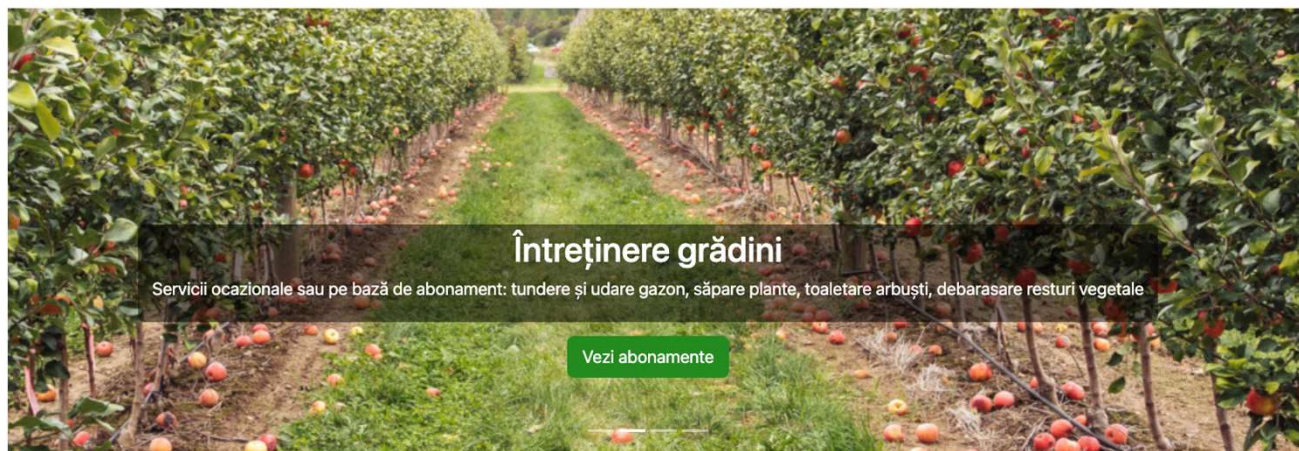 Întreținere grădini
Servicii ocazionale sau pe bază de abonament: tundere și udare gazon, săpare plante, toaletare arbuști, debarasare resturi vegetale
Vezi abonamente